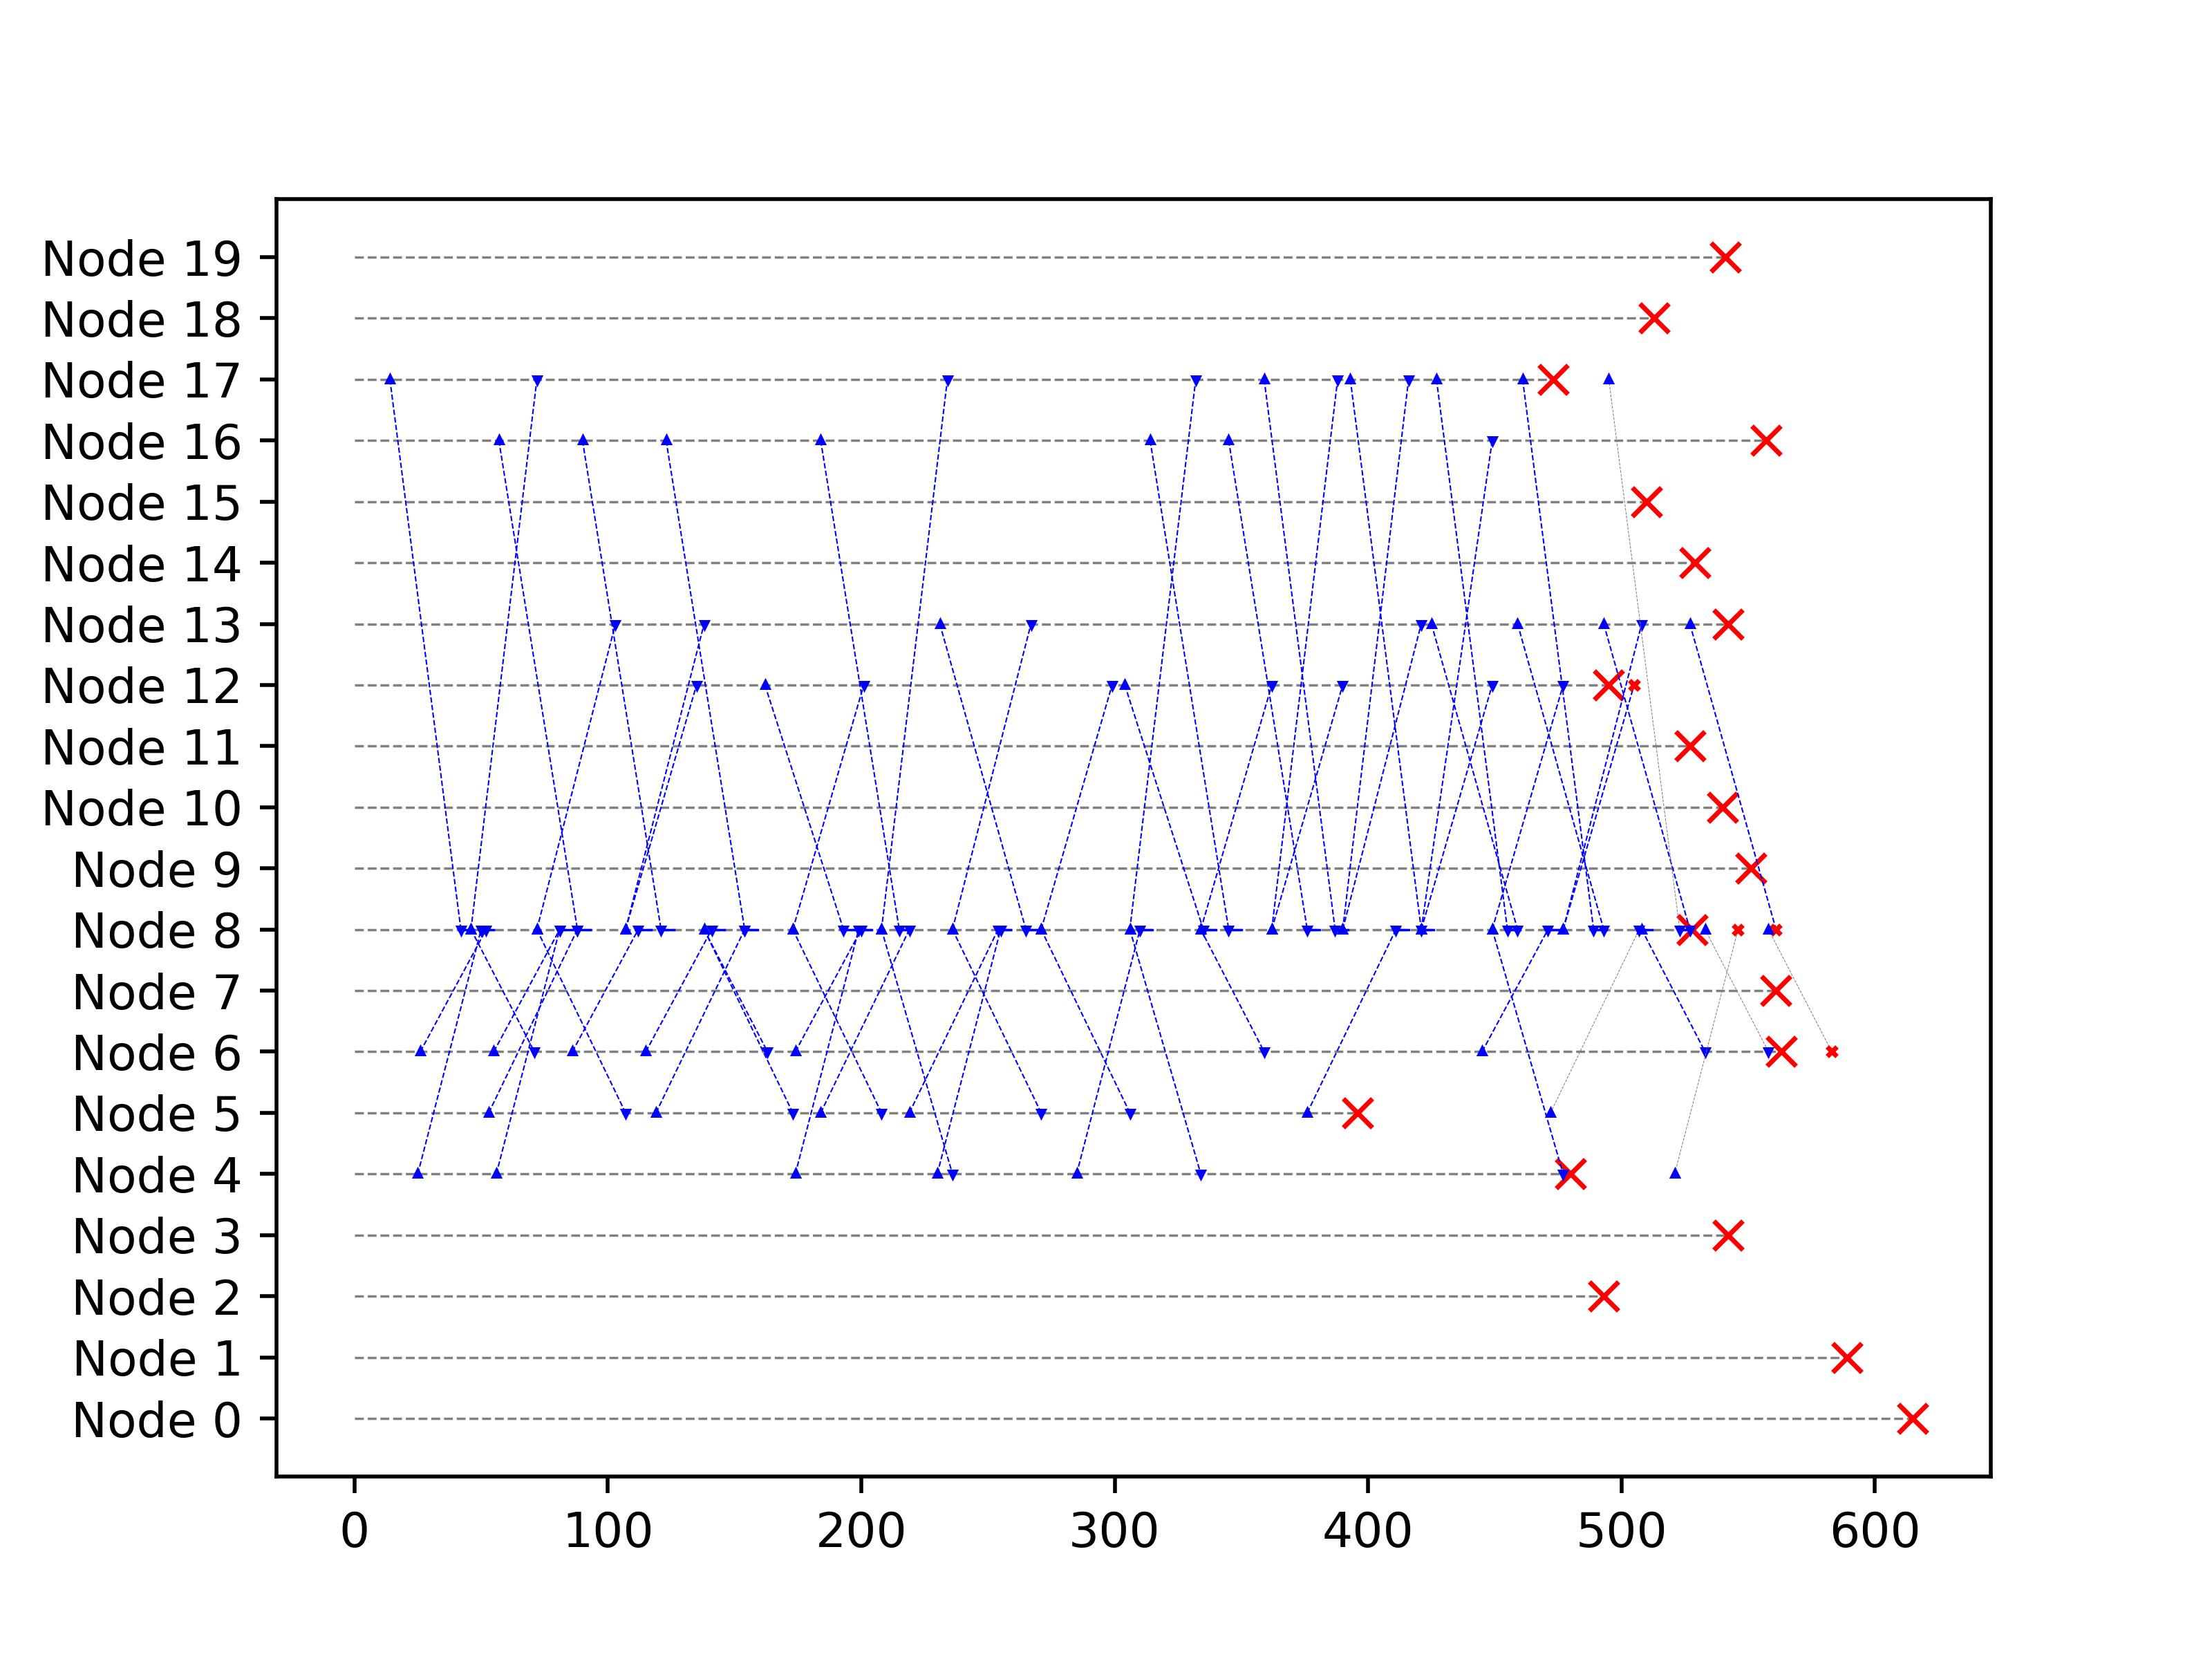 Node 19
Node 18
Node 17
Node 16
Node 15
Node 14
Node 13
Node 12
Node 11
Node 10
Node 9
Node 8
Node 7
Node 6
Node 5
Node 4
Node 3
Node 2
Node 1
Node 0
0 100 200 300 400 500 600